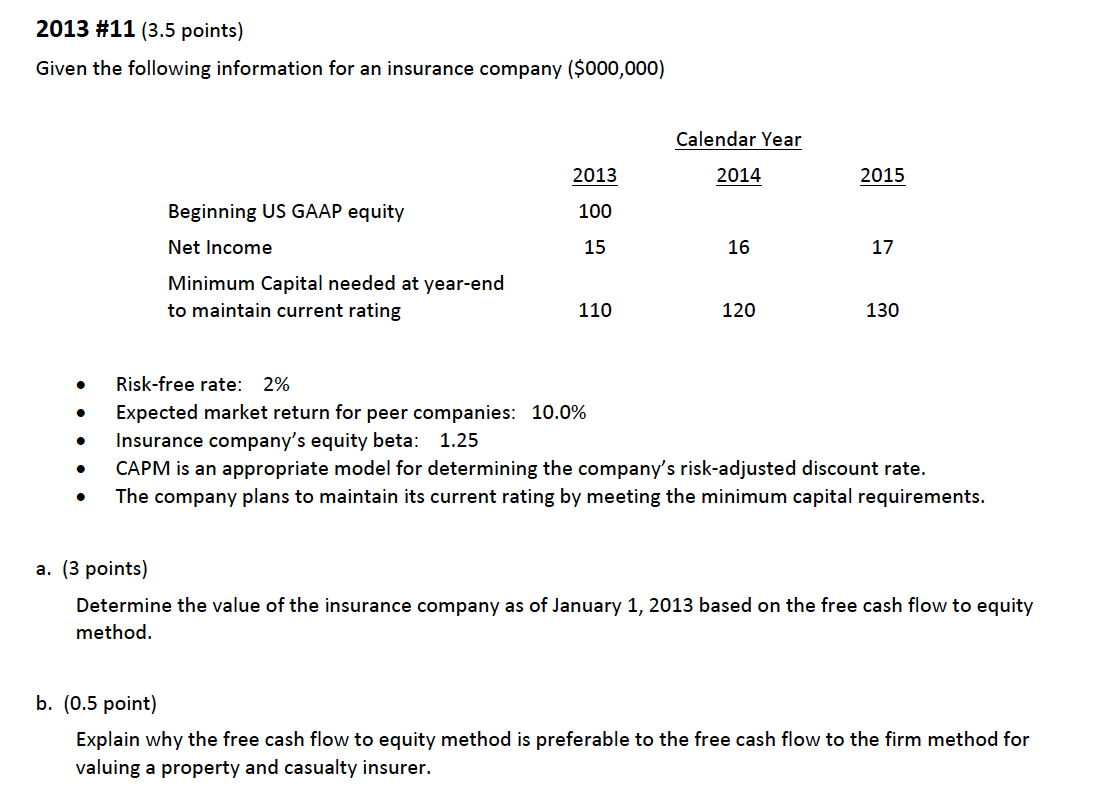 2013 #11 (3.5 points)
Given the following information for an insurance company ($000,000)
Calendar Year
2013 2014 2015
Beginning US GAAP equity 100
Net Income 15 16 17
Minimum Capital needed at year-end
to maintain current rating 110 120 130
• Risk-free rate: 2%
• Expected market return for peer companies: 10.0%
• Insurance company's equity beta: 1.25
• CAPM is an appropriate model for determining the company's risk-adjusted discount rate.
• The company plans to maintain its current rating by meeting the minimum capital requirements.
a. (3 points)
Determine the value of the insurance company as of January 1, 2013 based on the free cash flow to equity
method.
b. (0.5 point)
Explain why the free cash flow to equity method is preferable to the free cash flow to the firm method for
valuing a property and casualty insurer.